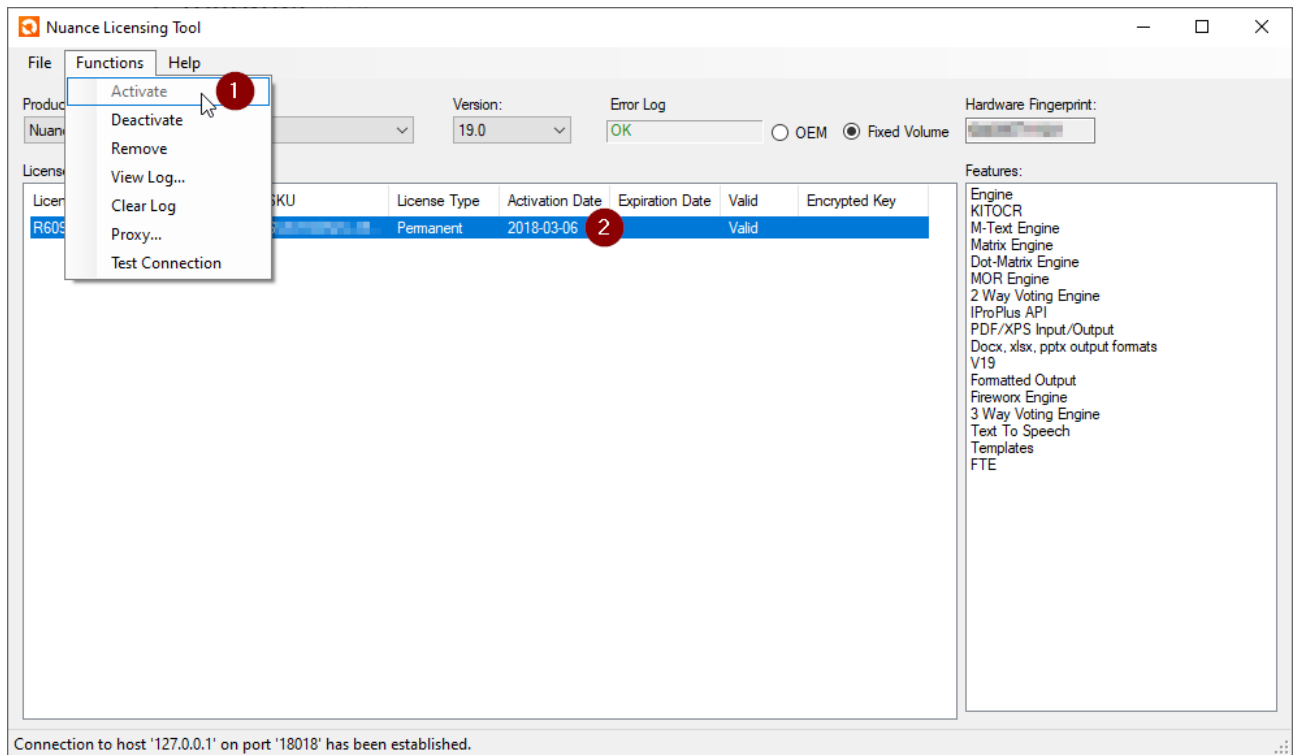 Nuance Licensing Tool
File Functions Help
Activate 1
Deactivate
Remove
View Log...
Clear Log
Proxy...
Test Connection
Version:
19.0
Error Log
OK
OEM Fixed Volume
Hardware Fingerprint:
License Type Activation Date Expiration Date Valid Encrypted Key
R609 Permanent 2018-03-06 2 Valid
Features:
Engine
KITOCR
M-Text Engine
Matrix Engine
Dot-Matrix Engine
MOR Engine
2 Way Voting Engine
IProPlus API
PDF/XPS Input/Output
Docx, xlsx, pptx output formats
V19
Formatted Output
Fireworx Engine
3 Way Voting Engine
Text To Speech
Templates
FTE
Connection to host '127.0.0.1' on port '18018' has been established.